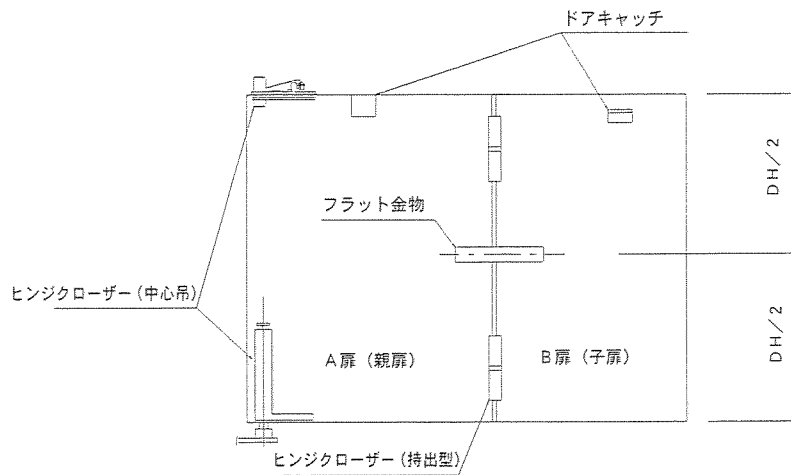 ドアキャッチ
DH/2
フラット金物
ヒンジクローザー(中心吊)
A扉(親扉)
B扉(子扉)
DH/2
ヒンジクローザー(持出型)